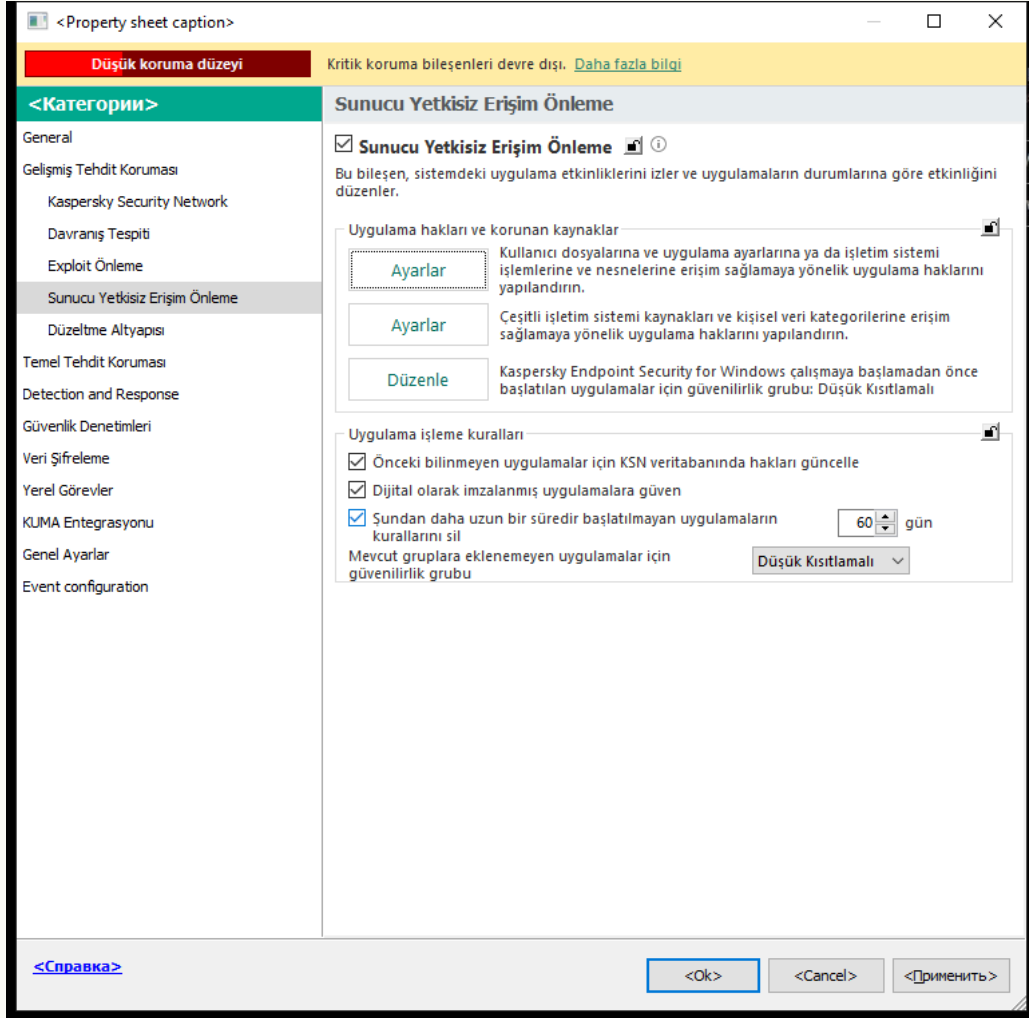 <Property sheet caption>
Düşük koruma düzeyi
Kritik koruma bileşenleri devre dışı. Daha fazla bilgi
<Категории>
General
Gelişmiş Tehdit Koruması
Kaspersky Security Network
Davranış Tespiti
Exploit Önleme
Sunucu Yetkisiz Erişim Önleme
Düzeltme Altyapısı
Temel Tehdit Koruması
Detection and Response
Güvenlik Denetimleri
Veri Şifreleme
Yerel Görevler
KUMA Entegrasyonu
Genel Ayarlar
Event configuration
Sunucu Yetkisiz Erişim Önleme
Sunucu Yetkisiz Erişim Önleme
Bu bileşen, sistemdeki uygulama etkinliklerini izler ve uygulamaların durumlarına göre etkinliğini
düzenler.
Uygulama hakları ve korunan kaynaklar
Ayarlar
Kullanıcı dosyalarına ve uygulama ayarlarına ya da işletim sistemi
işlemlerine ve nesnelerine erişim sağlamaya yönelik uygulama haklarını
yapılandırın.
Ayarlar
Çeşitli işletim sistemi kaynakları ve kişisel veri kategorilerine erişim
sağlamaya yönelik uygulama haklarını yapılandırın.
Düzenle
Kaspersky Endpoint Security for Windows çalışmaya başlamadan önce
başlatılan uygulamalar için güvenilirlik grubu: Düşük Kısıtlamalı
Uygulama işleme kuralları
Önceki bilinmeyen uygulamalar için KSN veritabanında hakları güncelle
Dijital olarak imzalanmış uygulamalara güven
Şundan daha uzun bir süredir başlatılmayan uygulamaların
kurallarını sil
60 gün
Mevcut gruplara eklenemeyen uygulamalar için
güvenilirlik grubu
Düşük Kısıtlamalı
<Справка>
<Ok>
<Cancel>
<Применить>